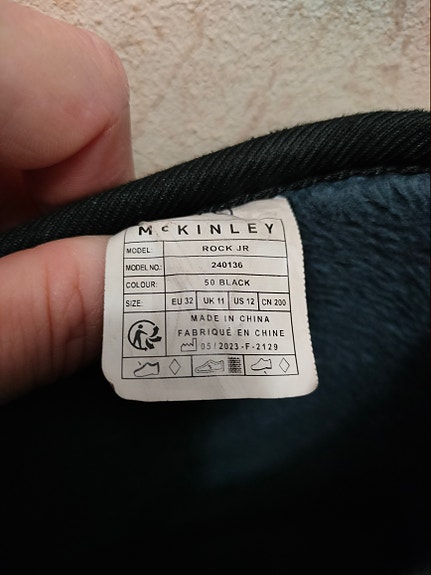 McKINLEY
MODEL: ROCK JR
MODEL NO.: 240136
COLOUR: 50 BLACK
SIZE: EU 32 UK 11 US 12 CN 200
MADE IN CHINA
FABRIQUÉ EN CHINE
05/2023-F-2129